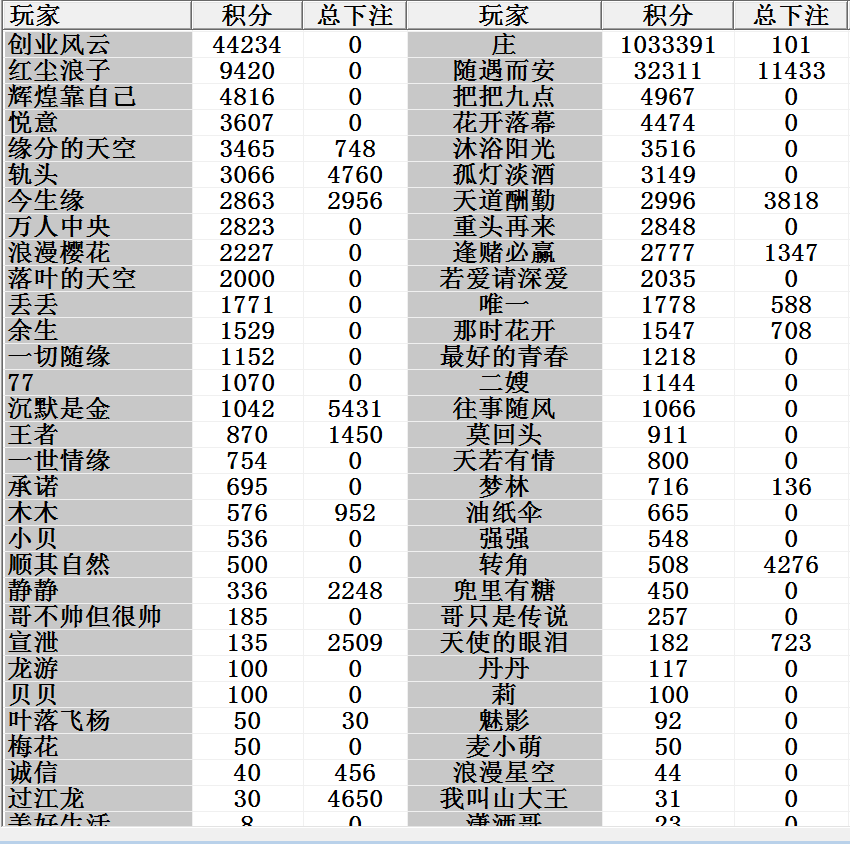 玩家 积分 总下注 玩家 积分 总下注
创业风云 44234 0 庄 1033391 101
红尘浪子 9420 0 随遇而安 32311 11433
辉煌靠自己 4816 0 把把九点 4967 0
悦意 3607 0 花开落幕 4474 0
缘分的天空 3465 748 沐浴阳光 3516 0
轨头 3066 4760 孤灯淡酒 3149 0
今生缘 2863 2956 天道酬勤 2996 3818
万人中央 2823 0 重头再来 2848 0
浪漫樱花 2227 0 逢赌必赢 2777 1347
落叶的天空 2000 0 若爱请深爱 2035 0
丢丢 1771 0 唯一 1778 588
余生 1529 0 那时花开 1547 708
一切随缘 1152 0 最好的青春 1218 0
77 1070 0 二嫂 1144 0
沉默是金 1042 5431 往事随风 1066 0
王者 870 1450 莫回头 911 0
一世情缘 754 0 天若有情 800 0
承诺 695 0 梦林 716 136
木木 576 952 油纸伞 665 0
小贝 536 0 强强 548 0
顺其自然 500 0 转角 508 4276
静静 336 2248 兜里有糖 450 0
哥不帅但很帅 185 0 哥只是传说 257 0
宣泄 135 2509 天使的眼泪 182 723
龙游 100 0 丹丹 117 0
贝贝 100 0 莉 100 0
叶落飞杨 50 30 魅影 92 0
梅花 50 0 麦小萌 50 0
诚信 40 456 浪漫星空 44 0
过江龙 30 4650 我叫山大王 31 0
美好生活 8 0 潇洒哥 23 0